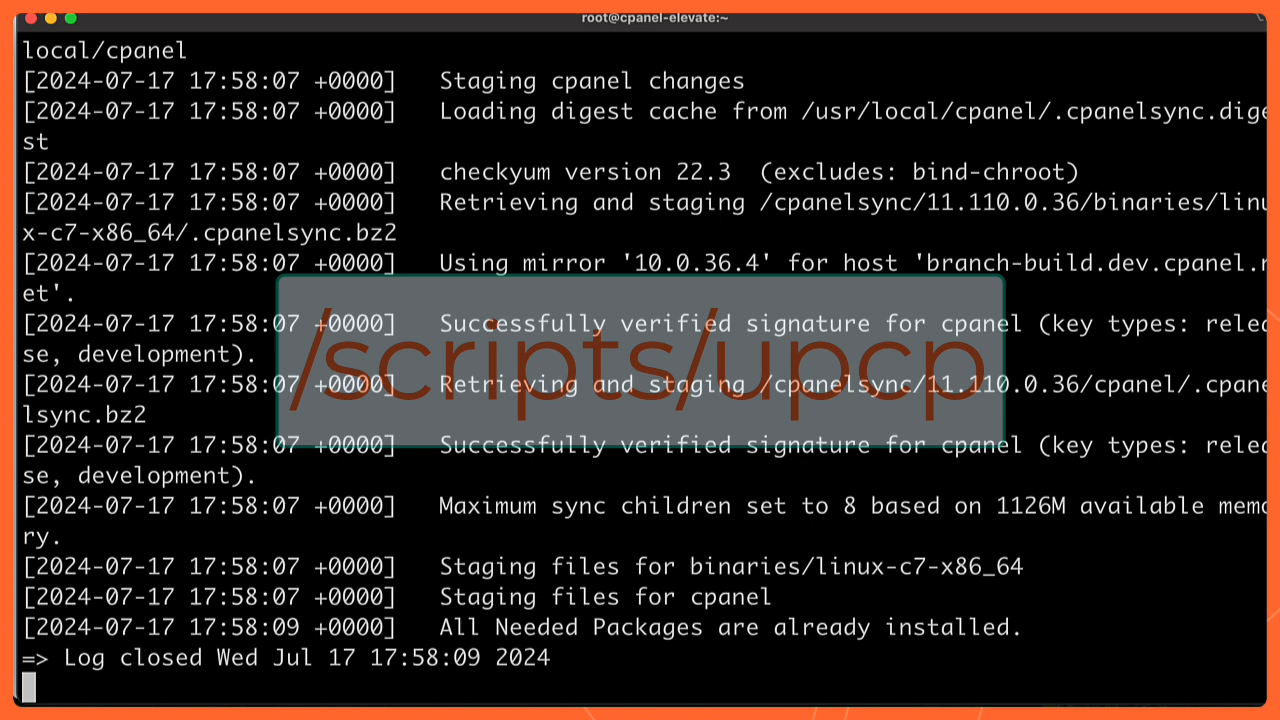 root@cpanel-elevate:~
local/cpanel
[2024-07-17 17:58:07 +0000]   Staging cpanel changes
[2024-07-17 17:58:07 +0000]   Loading digest cache from /usr/local/cpanel/.cpanelsync.dige
st
[2024-07-17 17:58:07 +0000]   checkyum version 22.3  (excludes: bind-chroot)
[2024-07-17 17:58:07 +0000]   Retrieving and staging /cpanelsync/11.110.0.36/binaries/linu
x-c7-x86_64/.cpanelsync.bz2
[2024-07-17 17:58:07 +0000]   Using mirror '10.0.36.4' for host 'branch-build.dev.cpanel.n
et'.
[2024-07-17 17:58:07 +0000]   Successfully verified signature for cpanel (key types: relea
se, development).
[2024-07-17 17:58:07 +0000]   Retrieving and staging /cpanelsync/11.110.0.36/cpanel/.cpane
lsync.bz2
[2024-07-17 17:58:07 +0000]   Successfully verified signature for cpanel (key types: relea
se, development).
[2024-07-17 17:58:07 +0000]   Maximum sync children set to 8 based on 1126M available memo
ry.
[2024-07-17 17:58:07 +0000]   Staging files for binaries/linux-c7-x86_64
[2024-07-17 17:58:07 +0000]   Staging files for cpanel
[2024-07-17 17:58:09 +0000]   All Needed Packages are already installed.
=> Log closed Wed Jul 17 17:58:09 2024
/scripts/upcp